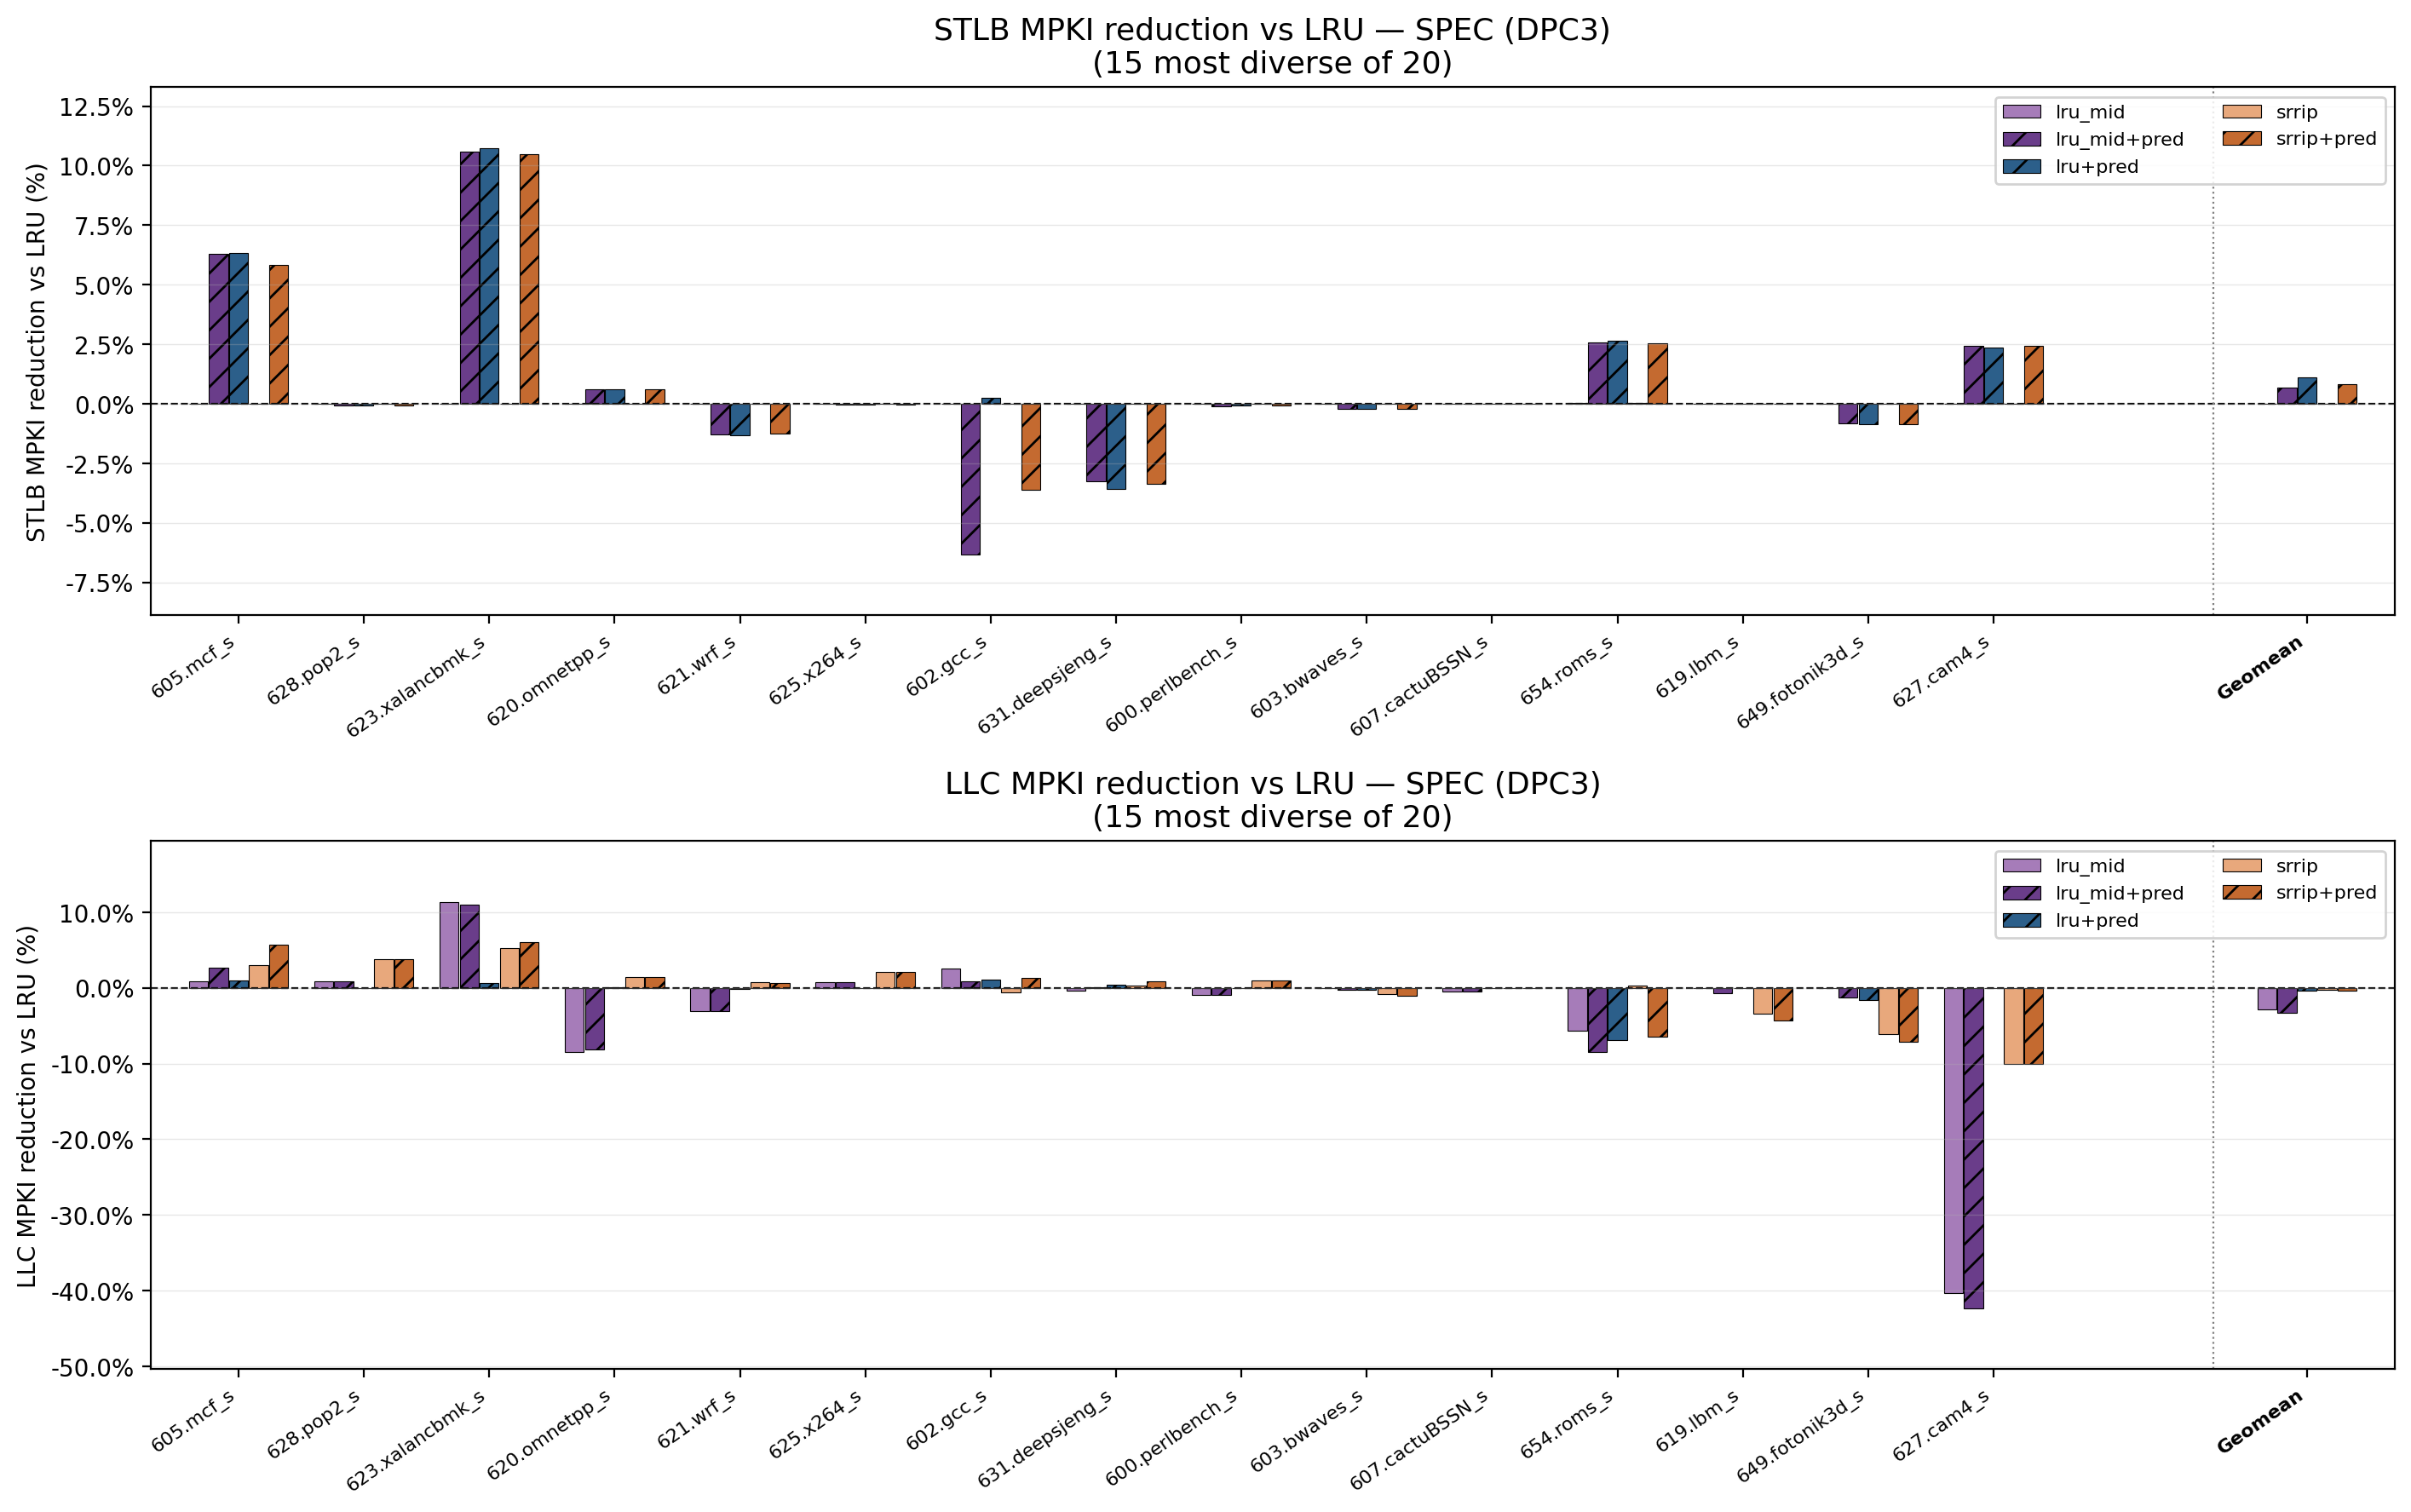 STLB MPKI reduction vs LRU — SPEC (DPC3)
(15 most diverse of 20)
STLB MPKI reduction vs LRU (%)
12.5%
10.0%
7.5%
5.0%
2.5%
0.0%
-2.5%
-5.0%
-7.5%
lru_mid
lru_mid+pred
lru+pred
srrip
srrip+pred
605.mcf_s
628.pop2_s
623.xalancbmk_s
620.omnetpp_s
621.wrf_s
625.x264_s
602.gcc_s
631.deepsjeng_s
600.perlbench_s
603.bwaves_s
607.cactuBSSN_s
654.roms_s
619.lbm_s
649.fotonik3d_s
627.cam4_s
Geomean
LLC MPKI reduction vs LRU — SPEC (DPC3)
(15 most diverse of 20)
LLC MPKI reduction vs LRU (%)
10.0%
0.0%
-10.0%
-20.0%
-30.0%
-40.0%
-50.0%
lru_mid
lru_mid+pred
lru+pred
srrip
srrip+pred
605.mcf_s
628.pop2_s
623.xalancbmk_s
620.omnetpp_s
621.wrf_s
625.x264_s
602.gcc_s
631.deepsjeng_s
600.perlbench_s
603.bwaves_s
607.cactuBSSN_s
654.roms_s
619.lbm_s
649.fotonik3d_s
627.cam4_s
Geomean